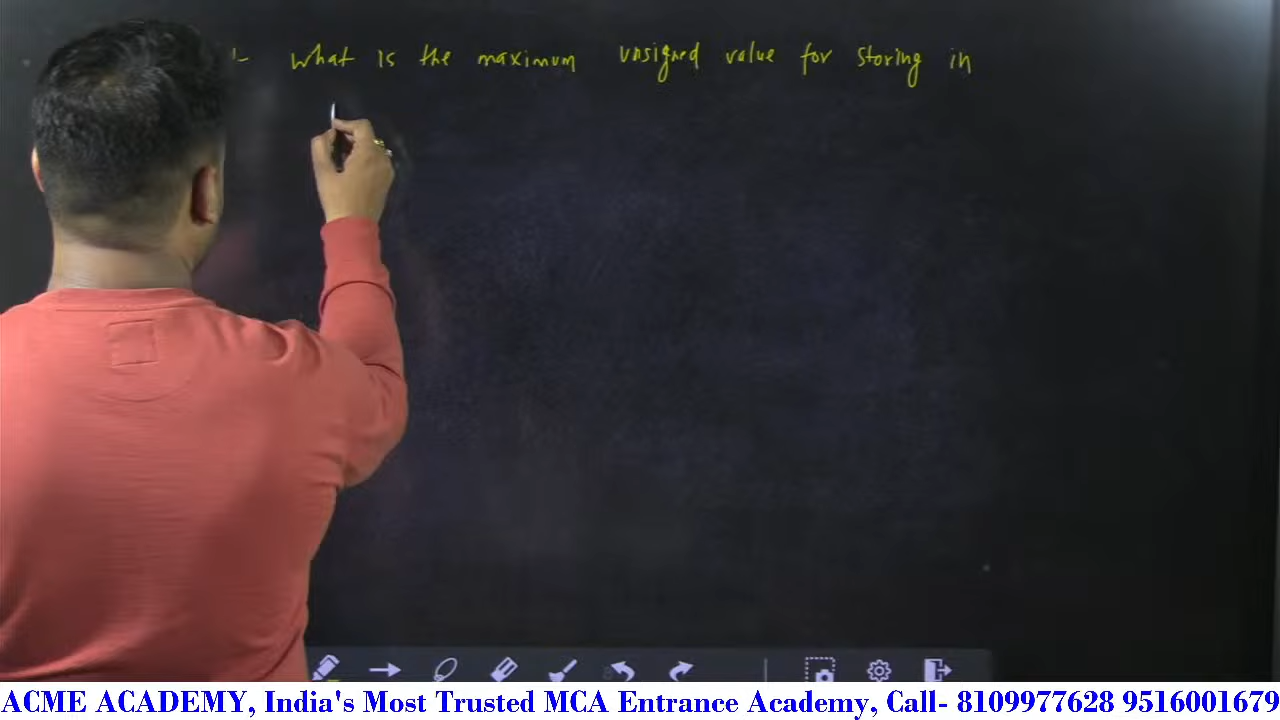 What is the maximum unsigned value for storing in
ACME ACADEMY, India's Most Trusted MCA Entrance Academy, Call- 8109977628 9516001679